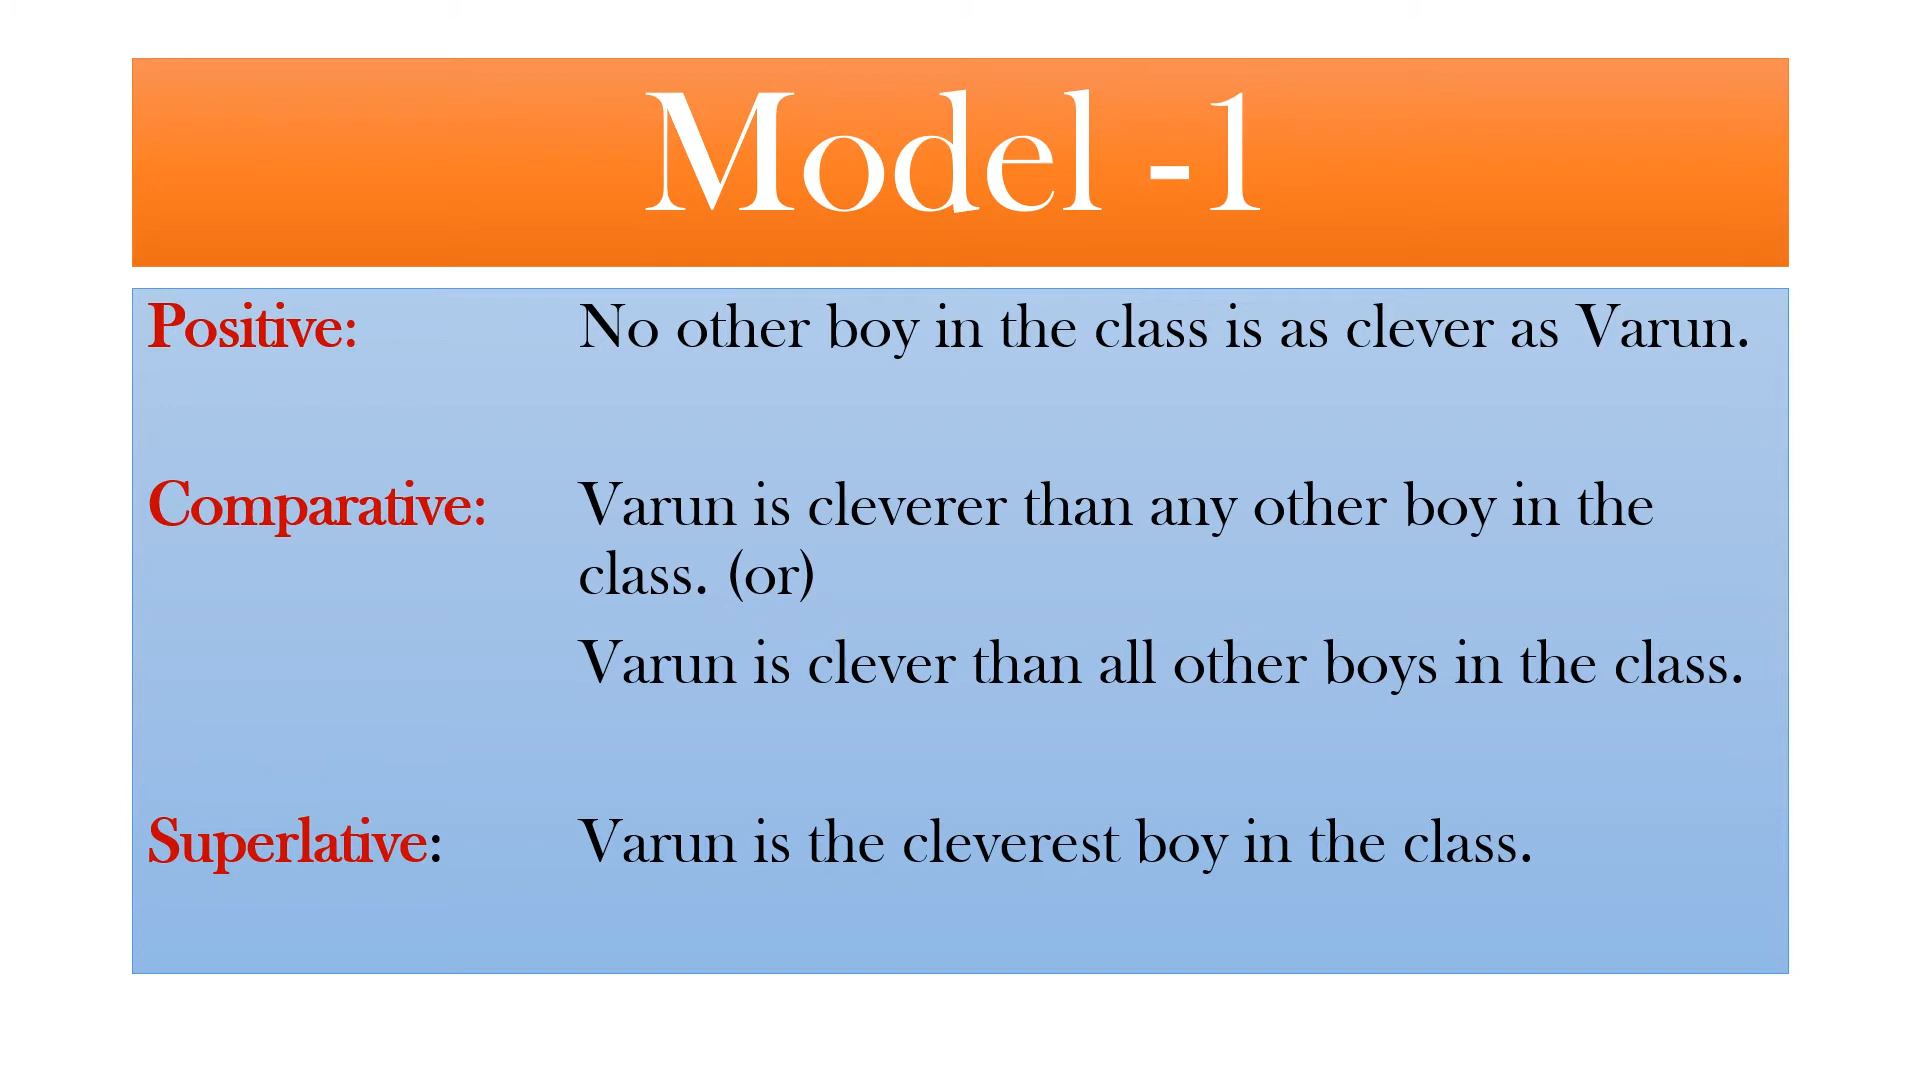 Model -1
Positive: No other boy in the class is as clever as Varun.
Comparative: Varun is cleverer than any other boy in the
class. (or)
Varun is clever than all other boys in the class.
Superlative: Varun is the cleverest boy in the class.